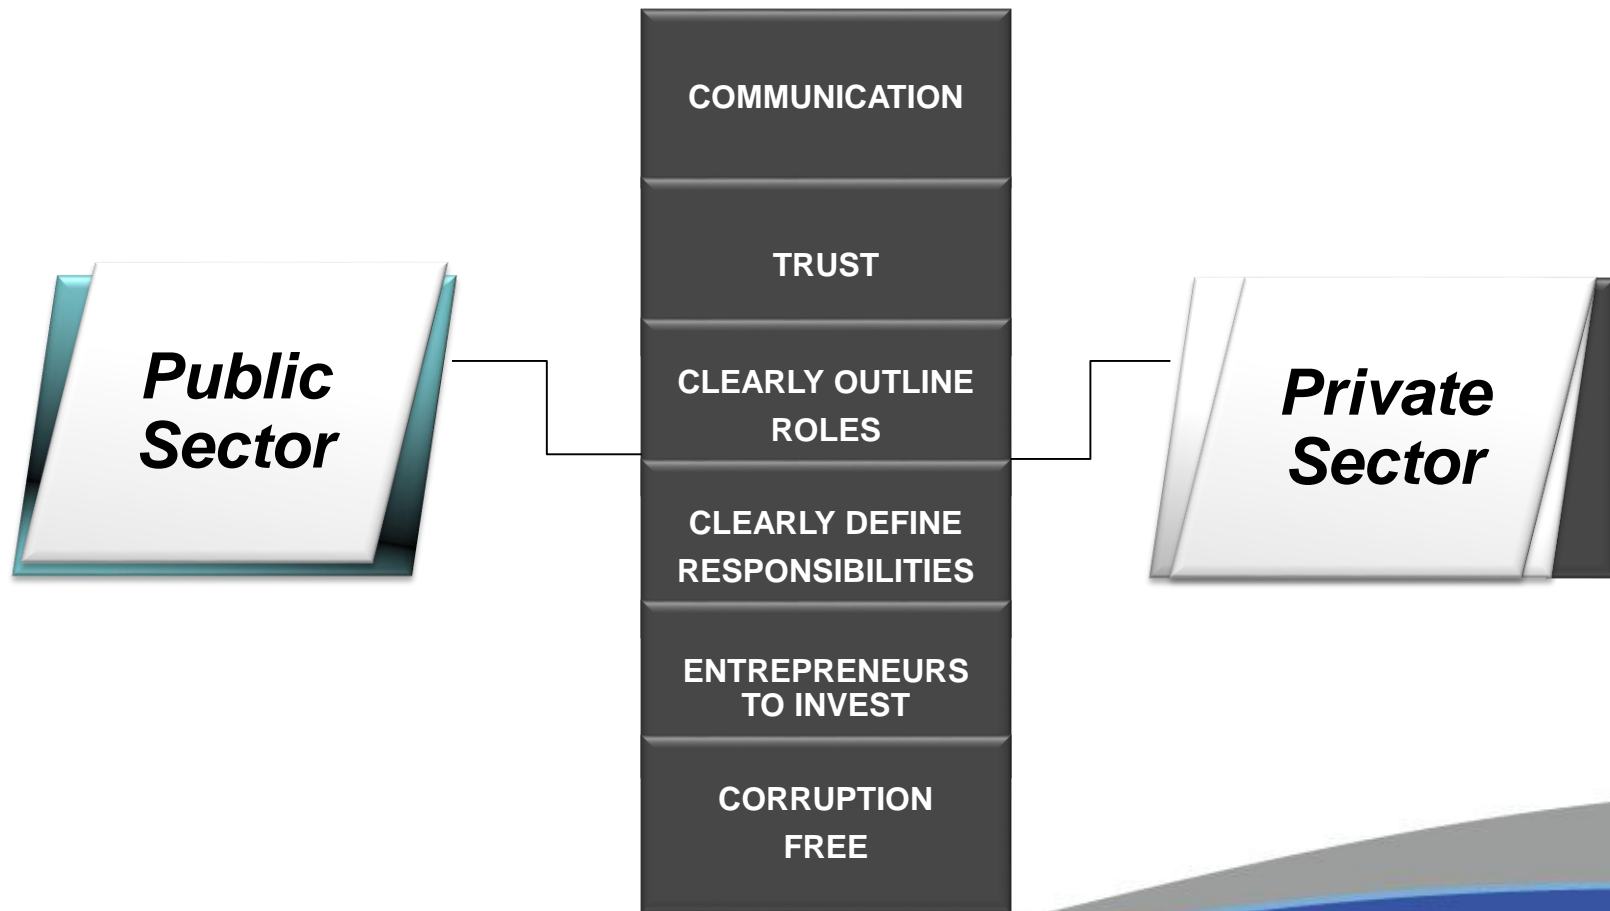 COMMUNICATION
TRUST
CLEARLY OUTLINE
ROLES
CLEARLY DEFINE
RESPONSIBILITIES
ENTREPRENEURS
TO INVEST
CORRUPTION
FREE
Public
Sector
Private
Sector